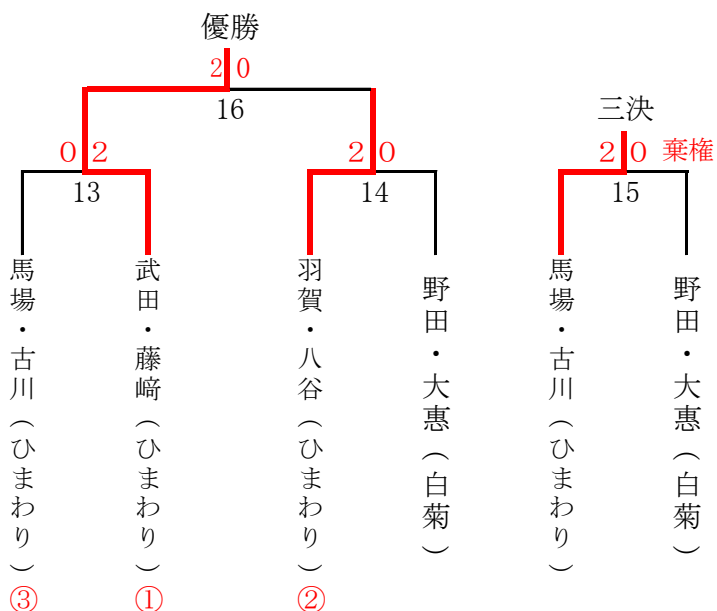 優勝
2 0
16
三決
0 2
13
2 0
14
2 0 棄権
15
馬場・古川(ひまわり)③
武田・藤﨑(ひまわり)①
羽賀・八谷(ひまわり)②
野田・大惠(白菊)
馬場・古川(ひまわり)
野田・大惠(白菊)